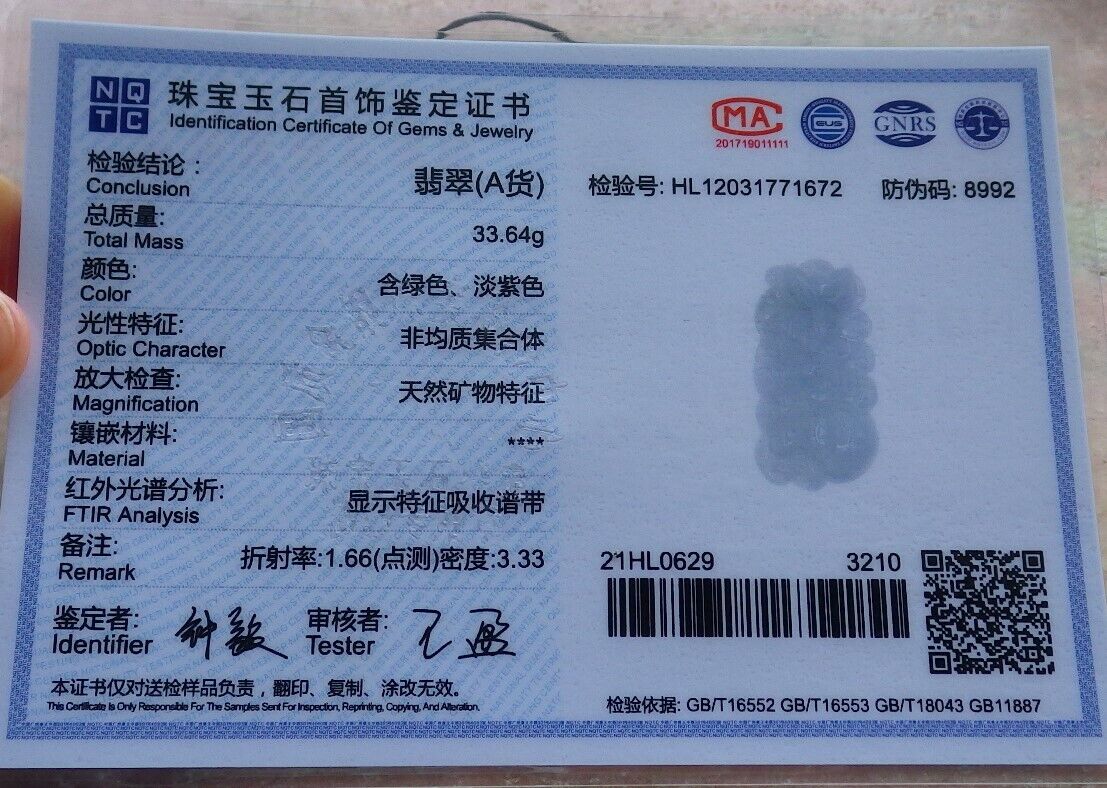 NQTC
珠宝玉石首饰鉴定证书
Identification Certificate Of Gems & Jewelry
检验结论:
Conclusion
翡翠(A货)
总质量:
Total Mass
33.64g
颜色:
Color
含绿色、淡紫色
光性特征:
Optic Character
非均质集合体
放大检查:
Magnification
天然矿物特征
镶嵌材料:
Material
****
红外光谱分析:
FTIR Analysis
显示特征吸收谱带
备注:
Remark
折射率:1.66(点测)密度:3.33
鉴定者:
Identifier
审核者:
Tester
本证书仅对送检样品负责，翻印、复制、涂改无效。
This Certificate Is Only Responsible For The Samples Sent For Inspection, Reprinting, Copying, And Alteration.
MA
201719011111
GNRS
检验号: HL12031771672
防伪码: 8992
21HL0629
3210
检验依据: GB/T16552 GB/T16553 GB/T18043 GB11887